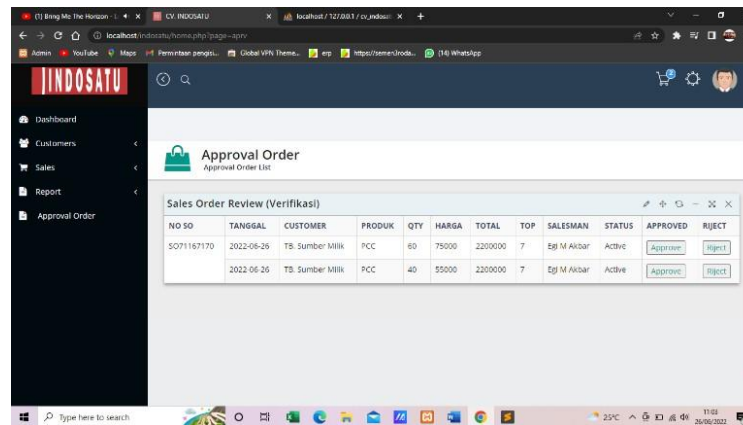 (1) Bring Me The Horizon - L
CV. INDOSATU
localhost / 127.0.0.1 / cv_indosat
localhost/indosatu/home.php?page=aprv
Admin
YouTube
Maps
Permintaan pengisi...
Global VPN Theme...
erp
(14) WhatsApp
INDOSATU
2
Dashboard
Customers
Sales
Report
Approval Order
Approval Order
Approval Order List
Sales Order Review (Verifikasi)
NO SO TANGGAL CUSTOMER PRODUK QTY HARGA TOTAL TOP SALESMAN STATUS APPROVED RIJECT
SO71167170 2022-06-26 TB. Sumber Milik PCC 60 75000 2200000 7 Egi M Akbar Active Approve Riject
2022-06-26 TB. Sumber Milik PCC 40 55000 2200000 7 Egi M Akbar Active Approve Riject
Type here to search
25°C
11:03
26/06/2022